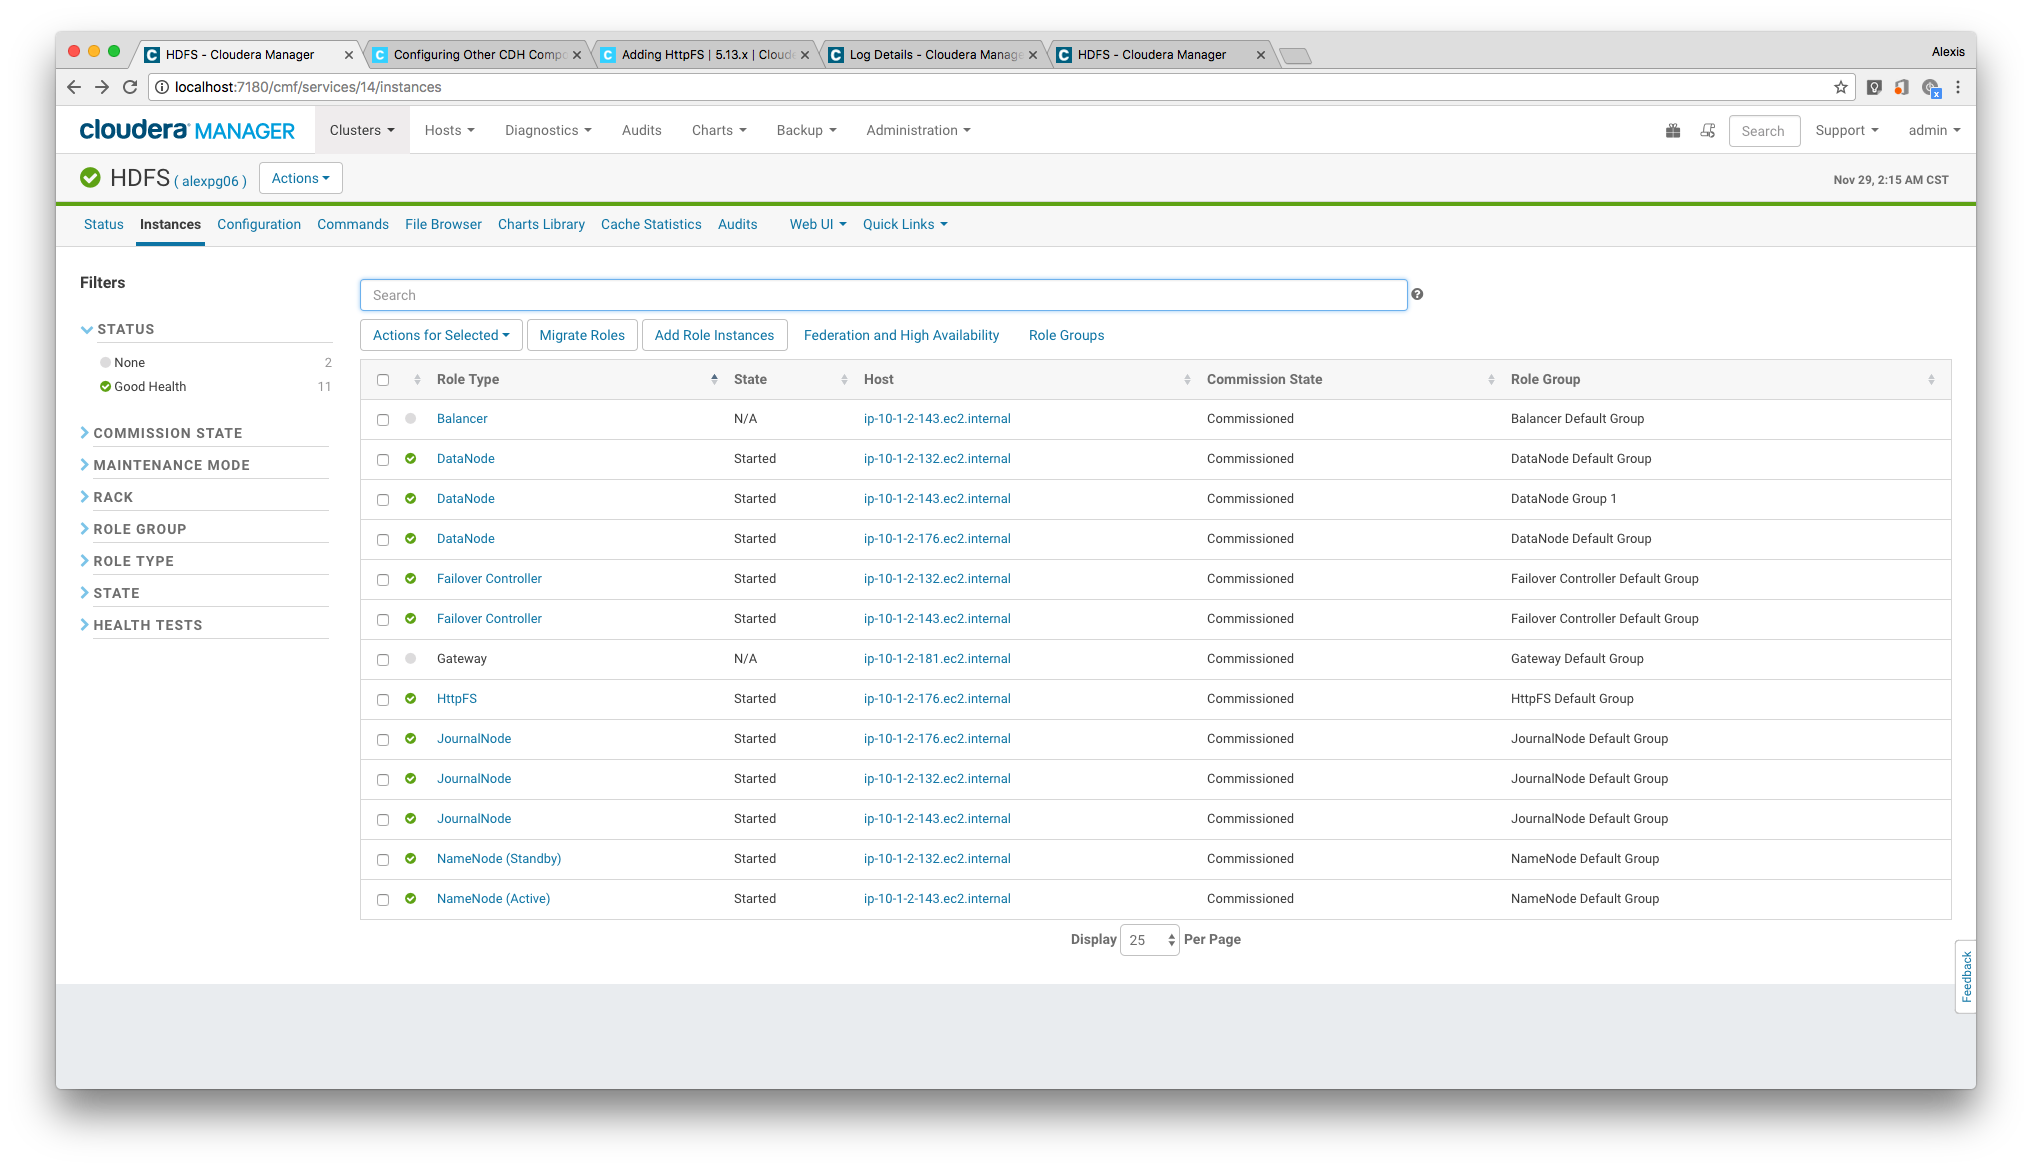 HDFS - Cloudera Manager
Configuring Other CDH Compo
Adding HttpFS | 5.13.x | Cloude
Log Details - Cloudera Manage
HDFS - Cloudera Manager
Alexis
localhost:7180/cmf/services/14/instances
cloudera MANAGER
Clusters
Hosts
Diagnostics
Audits
Charts
Backup
Administration
Search
Support
admin
HDFS ( alexpg06 )
Actions
Nov 29, 2:15 AM CST
Status
Instances
Configuration
Commands
File Browser
Charts Library
Cache Statistics
Audits
Web UI
Quick Links
Filters
STATUS
None 2
Good Health 11
COMMISSION STATE
MAINTENANCE MODE
RACK
ROLE GROUP
ROLE TYPE
STATE
HEALTH TESTS
Search
Actions for Selected
Migrate Roles
Add Role Instances
Federation and High Availability
Role Groups
Role Type State Host Commission State Role Group
Balancer N/A ip-10-1-2-143.ec2.internal Commissioned Balancer Default Group
DataNode Started ip-10-1-2-132.ec2.internal Commissioned DataNode Default Group
DataNode Started ip-10-1-2-143.ec2.internal Commissioned DataNode Group 1
DataNode Started ip-10-1-2-176.ec2.internal Commissioned DataNode Default Group
Failover Controller Started ip-10-1-2-132.ec2.internal Commissioned Failover Controller Default Group
Failover Controller Started ip-10-1-2-143.ec2.internal Commissioned Failover Controller Default Group
Gateway N/A ip-10-1-2-181.ec2.internal Commissioned Gateway Default Group
HttpFS Started ip-10-1-2-176.ec2.internal Commissioned HttpFS Default Group
JournalNode Started ip-10-1-2-176.ec2.internal Commissioned JournalNode Default Group
JournalNode Started ip-10-1-2-132.ec2.internal Commissioned JournalNode Default Group
JournalNode Started ip-10-1-2-143.ec2.internal Commissioned JournalNode Default Group
NameNode (Standby) Started ip-10-1-2-132.ec2.internal Commissioned NameNode Default Group
NameNode (Active) Started ip-10-1-2-143.ec2.internal Commissioned NameNode Default Group
Display 25 Per Page
Feedback